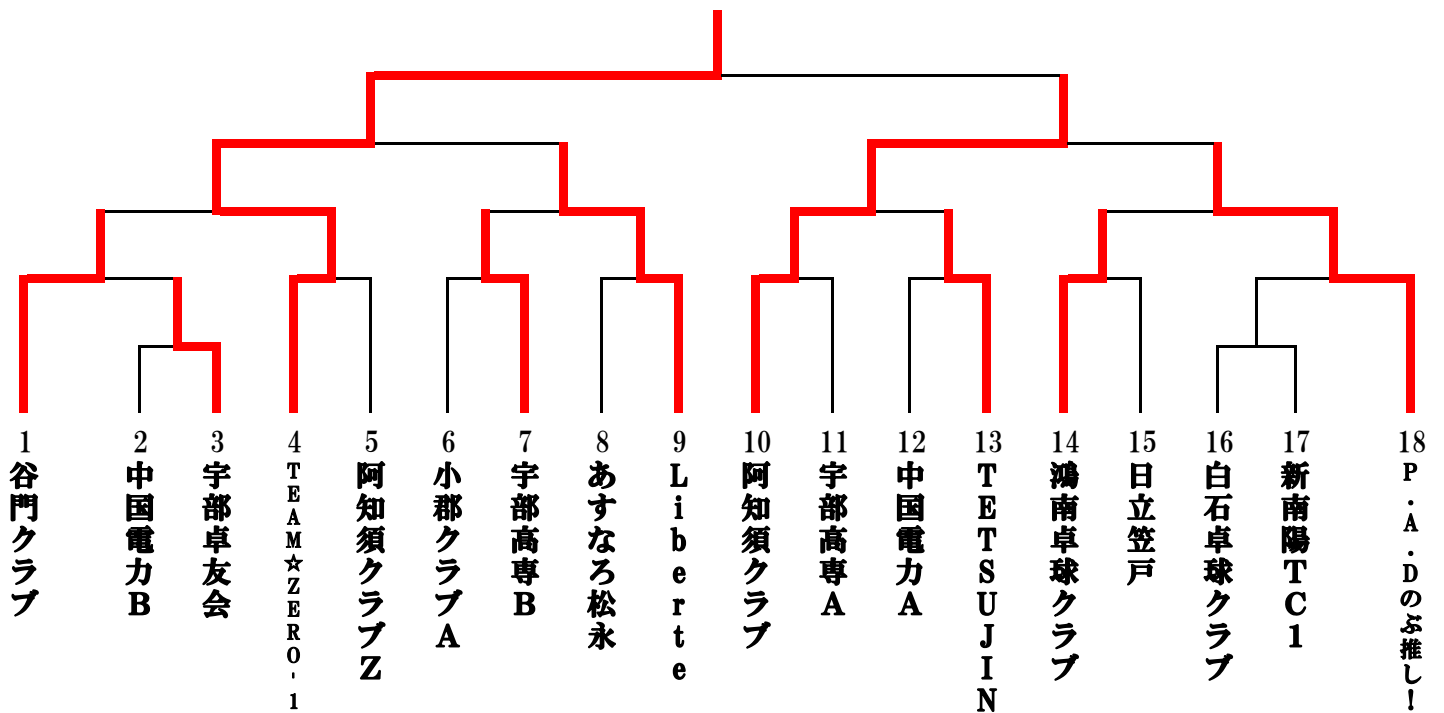 1 谷門クラブ
2 中国電力B
3 宇部卓友会
4 TEAM☆ZERO-1
5 阿知須クラブZ
6 小郡クラブA
7 宇部高専B
8 あすなろ松永
9 Liberte
10 阿知須クラブ
11 宇部高専A
12 中国電力A
13 TETSUJIN
14 鴻南卓球クラブ
15 日立笠戸
16 白石卓球クラブ
17 新南陽TC1
18 P.A.Dのぶ推し!